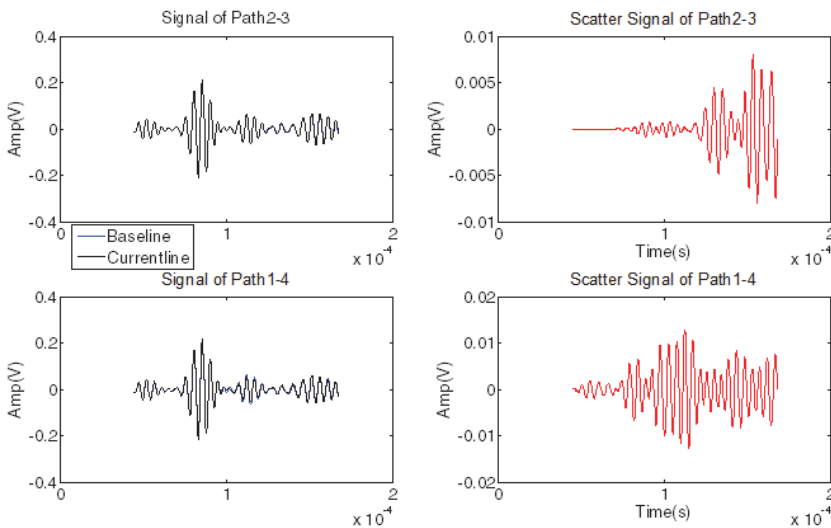 Signal of Path2-3
0.4
0.2
0
-0.2
-0.4
Amp(V)
0
1
2
x 10⁻⁴
Baseline
Currentline
Scatter Signal of Path2-3
0.01
0.005
0
-0.005
-0.01
Amp(V)
0
1
2
Time(s)
x 10⁻⁴
Signal of Path1-4
0.4
0.2
0
-0.2
-0.4
Amp(V)
0
1
2
x 10⁻⁴
Scatter Signal of Path1-4
0.02
0.01
0
-0.01
-0.02
Amp(V)
0
1
2
Time(s)
x 10⁻⁴